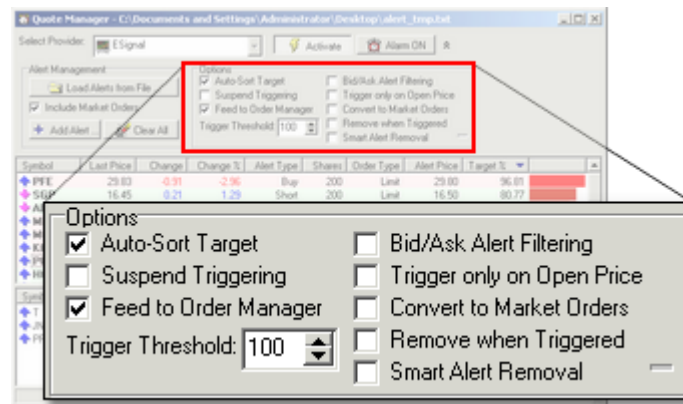 Quote Manager - C:\Documents and Settings\Administrator\Desktop\alert_tmp.txt
Select Provider: ESignal Activate Alarm ON
Alert Management
Load Alerts from File
Include Market Orders
Add Alert... Clear All
Options
Auto-Sort Target Bid/Ask Alert Filtering
Suspend Triggering Trigger only on Open Price
Feed to Order Manager Convert to Market Orders
Trigger Threshold: 100 Remove when Triggered
Smart Alert Removal
Symbol Last Price Change Change % Alert Type Shares Order Type Alert Price Target %
PFE 29.83 -0.91 -2.96 Buy 200 Limit 29.80 96.81
SGP 16.45 0.21 1.29 Short 200 Limit 16.50 80.77
Options
Auto-Sort Target Bid/Ask Alert Filtering
Suspend Triggering Trigger only on Open Price
Feed to Order Manager Convert to Market Orders
Trigger Threshold: 100 Remove when Triggered
Smart Alert Removal